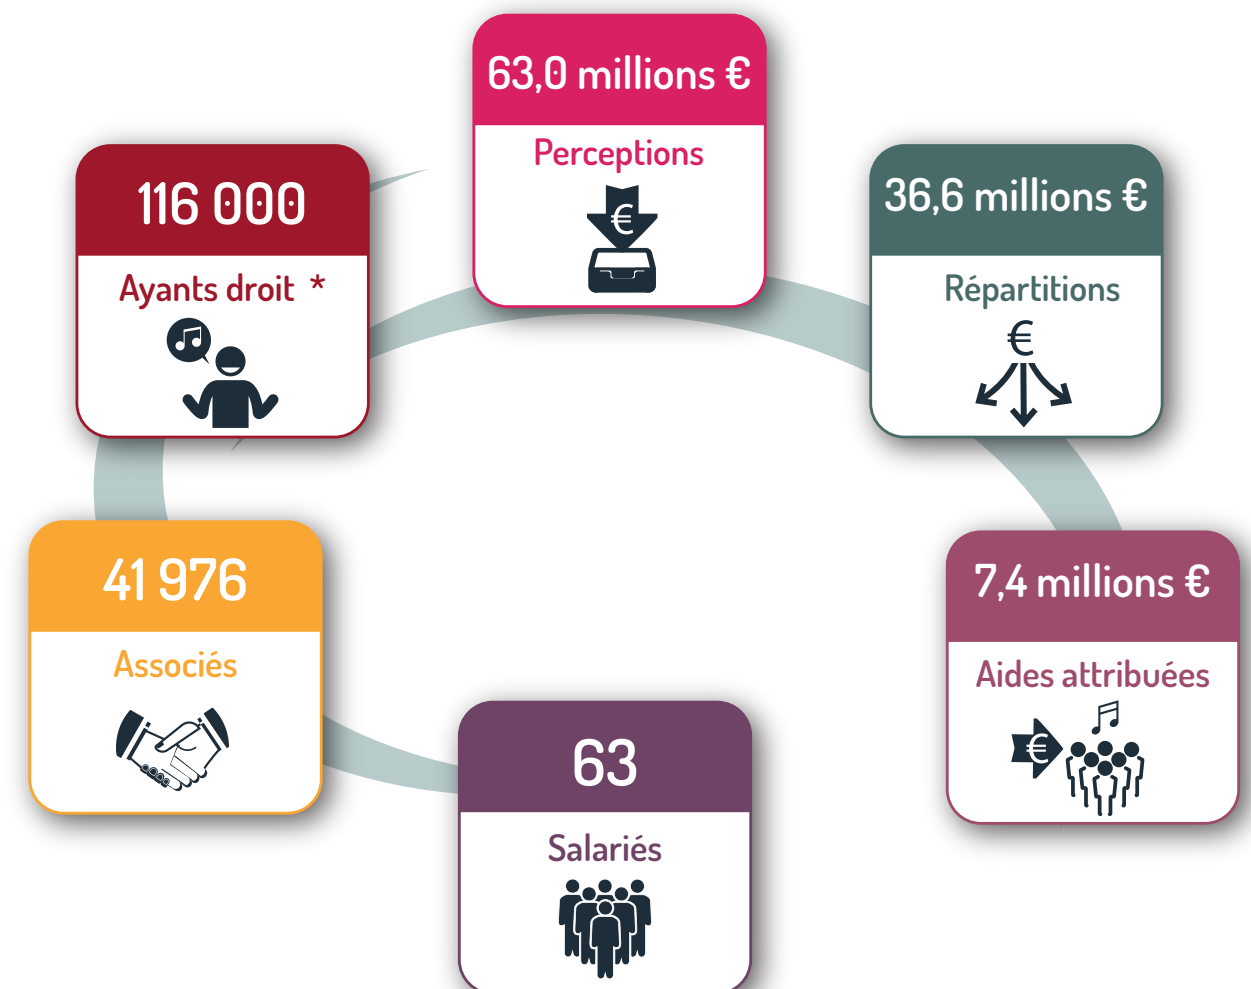 63,0 millions €
Perceptions
€
116 000
Ayants droit *
36,6 millions €
Répartitions
€
41 976
Associés
7,4 millions €
Aides attribuées
€
63
Salariés